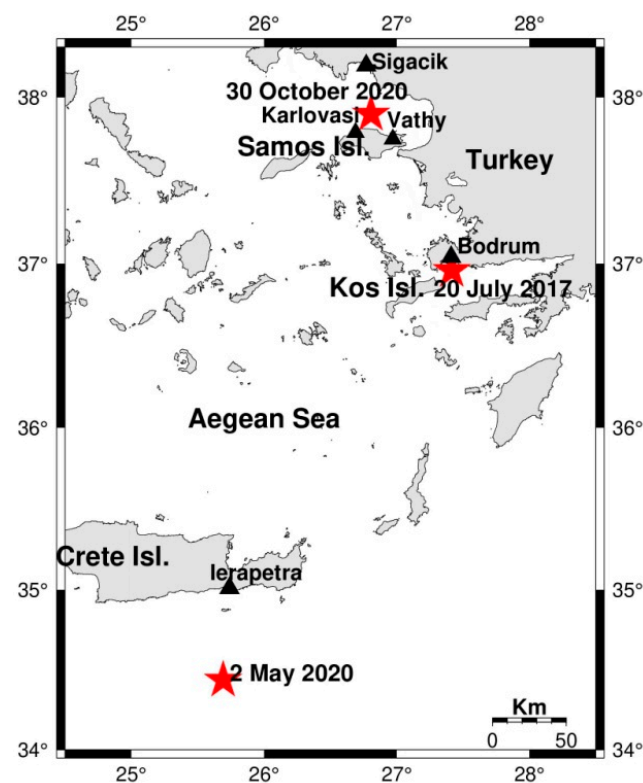 25° 26° 27° 28°
Sigacik
38° 38°
30 October 2020
Karlovasi Vathy
Samos Isl.
Turkey
Bodrum
37° 37°
Kos Isl. 20 July 2017
36° 36°
Aegean Sea
Crete Isl.
Ierapetra
35° 35°
2 May 2020
Km
0 50
34° 34°
25° 26° 27° 28°